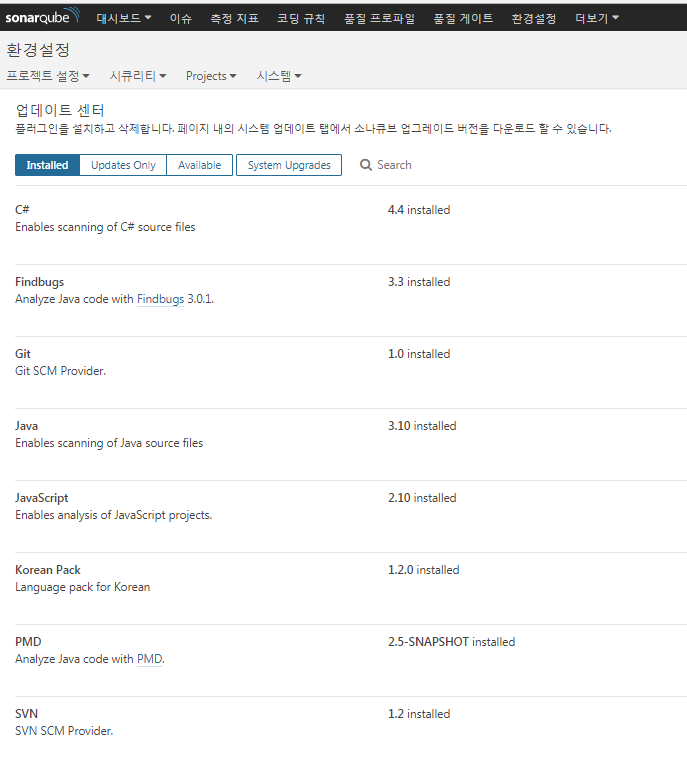 sonarqube 대시보드 이슈 측정 지표 코딩 규칙 품질 프로파일 품질 게이트 환경설정 더보기
환경설정
프로젝트 설정 시큐리티 Projects 시스템
업데이트 센터
플러그인을 설치하고 삭제합니다. 페이지 내의 시스템 업데이트 탭에서 소나큐브 업그레이드 버전을 다운로드 할 수 있습니다.
Installed Updates Only Available System Upgrades Search
C# 4.4 installed
Enables scanning of C# source files
Findbugs 3.3 installed
Analyze Java code with Findbugs 3.0.1.
Git 1.0 installed
Git SCM Provider.
Java 3.10 installed
Enables scanning of Java source files
JavaScript 2.10 installed
Enables analysis of JavaScript projects.
Korean Pack 1.2.0 installed
Language pack for Korean
PMD 2.5-SNAPSHOT installed
Analyze Java code with PMD.
SVN 1.2 installed
SVN SCM Provider.